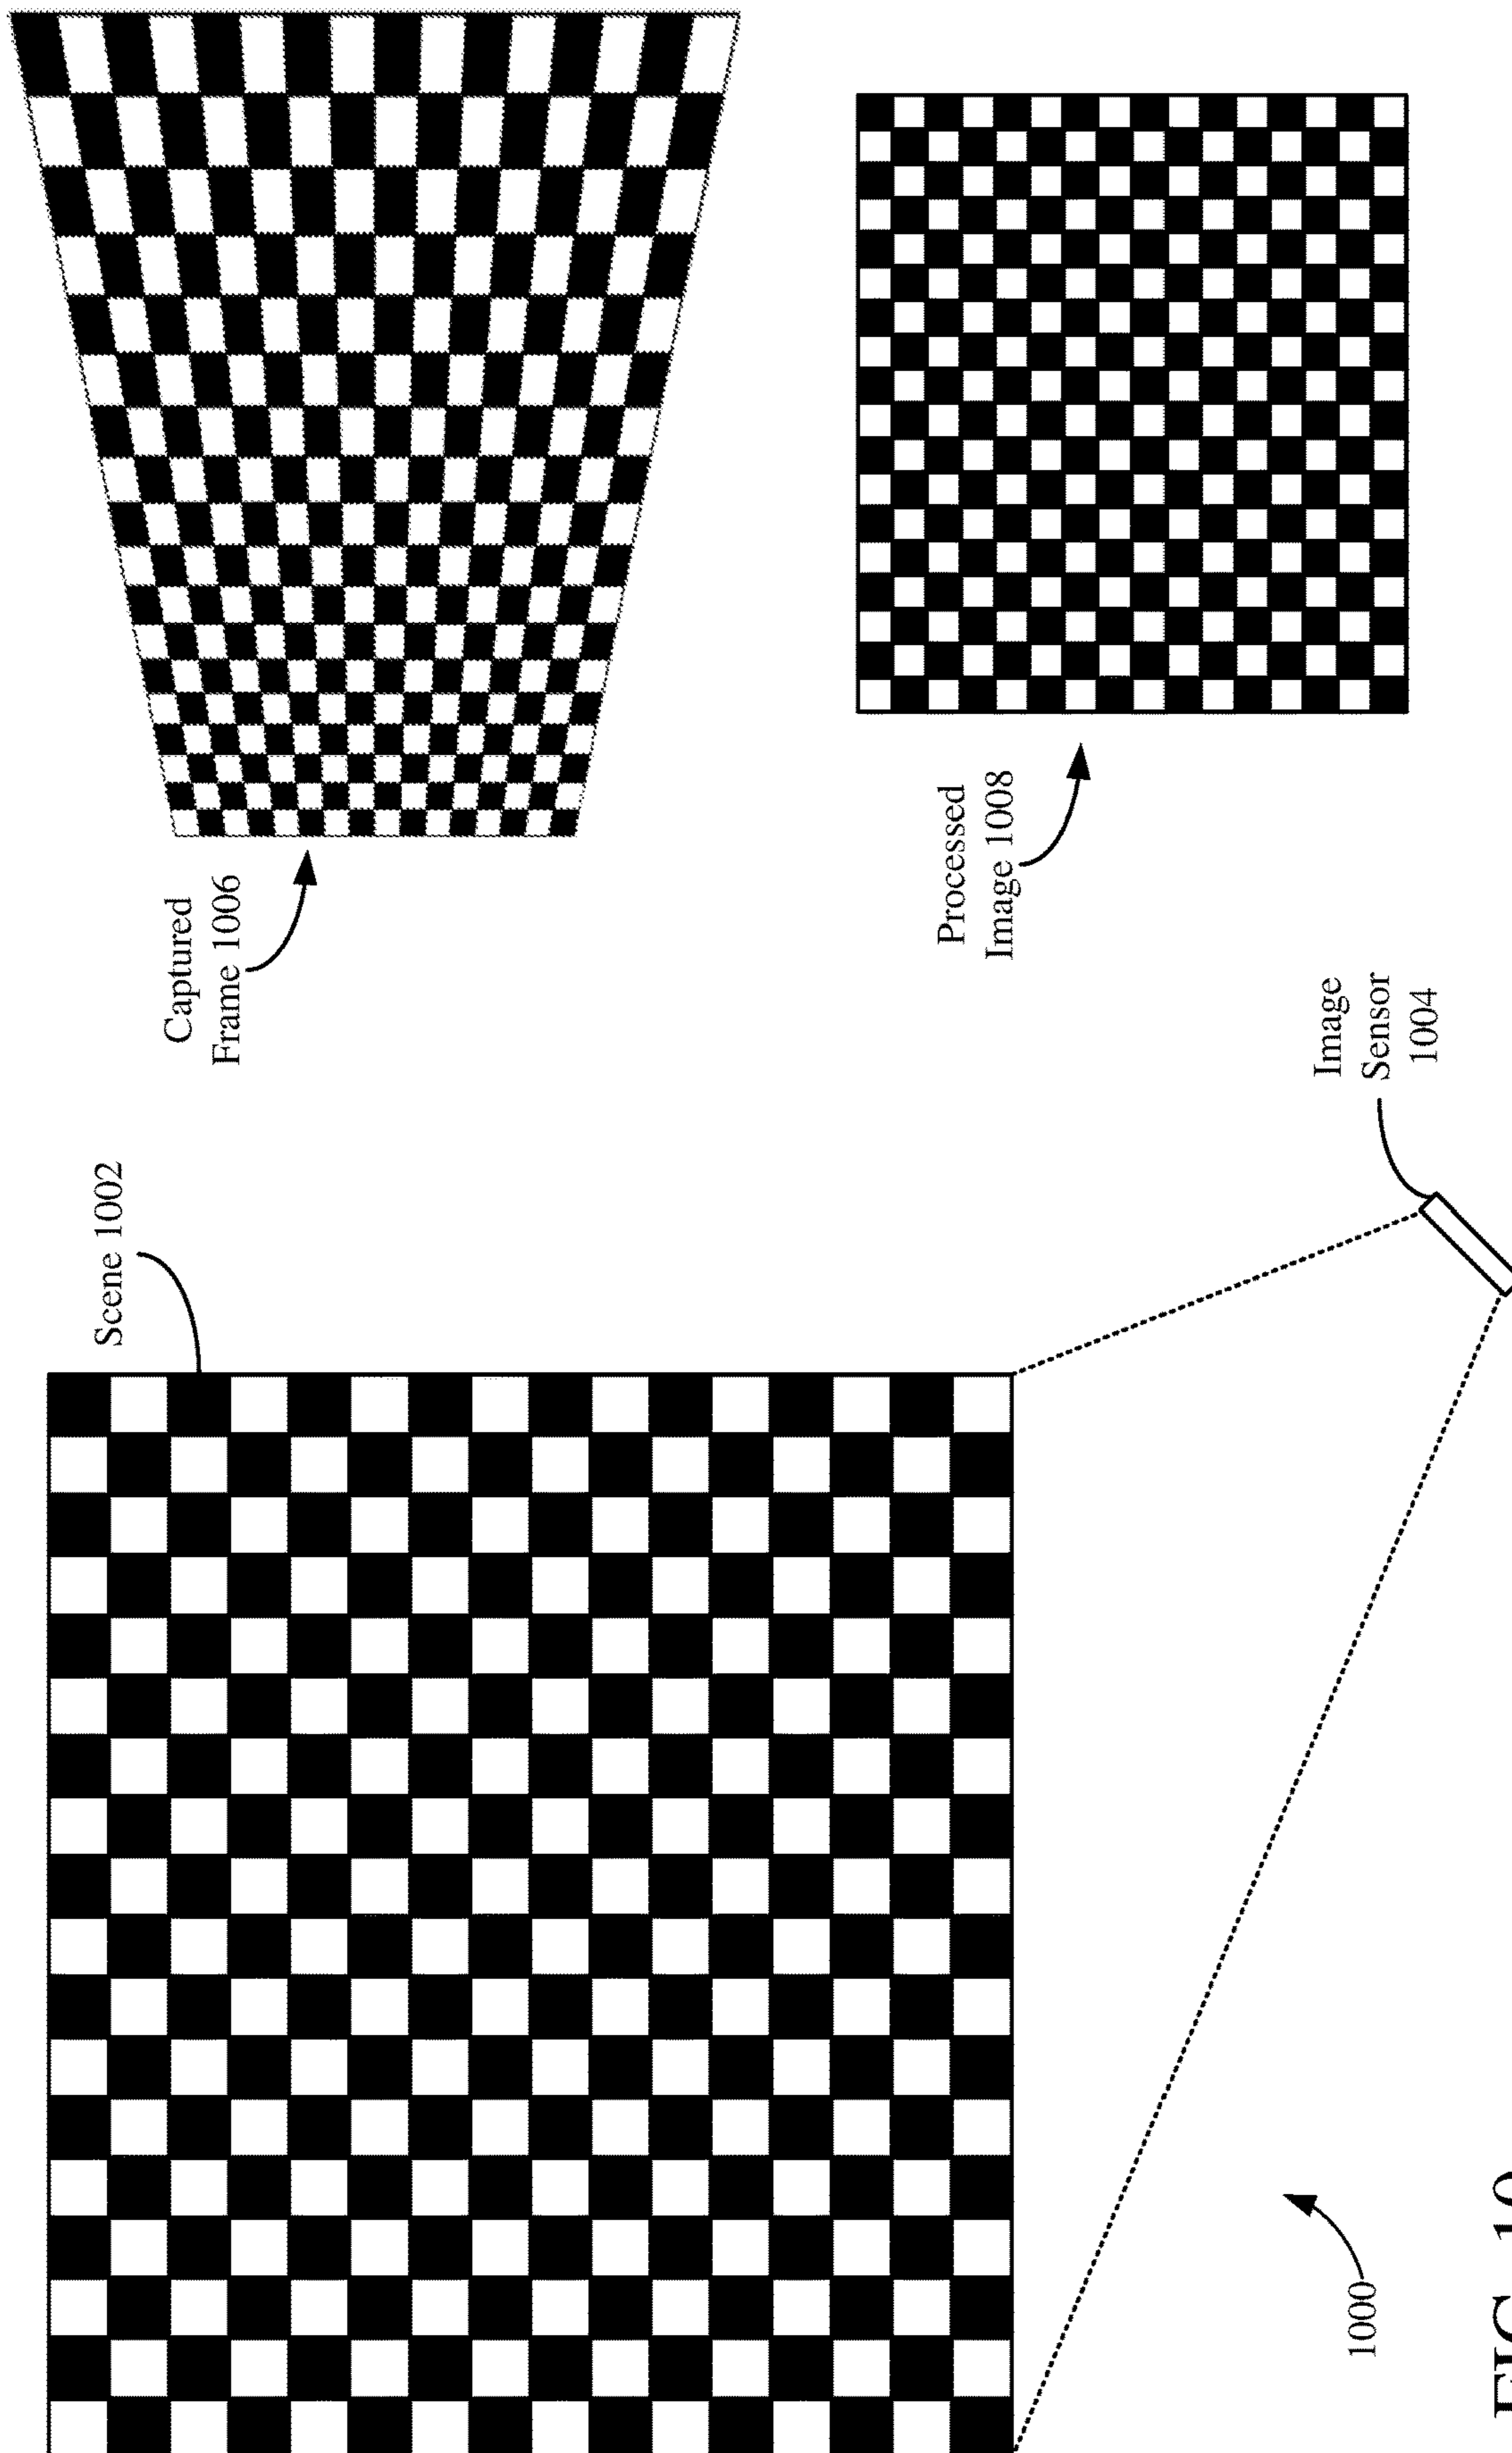 Scene 1002
Captured
Frame 1006
Processed
Image 1008
Image
Sensor
1004
1000
FIG. 10